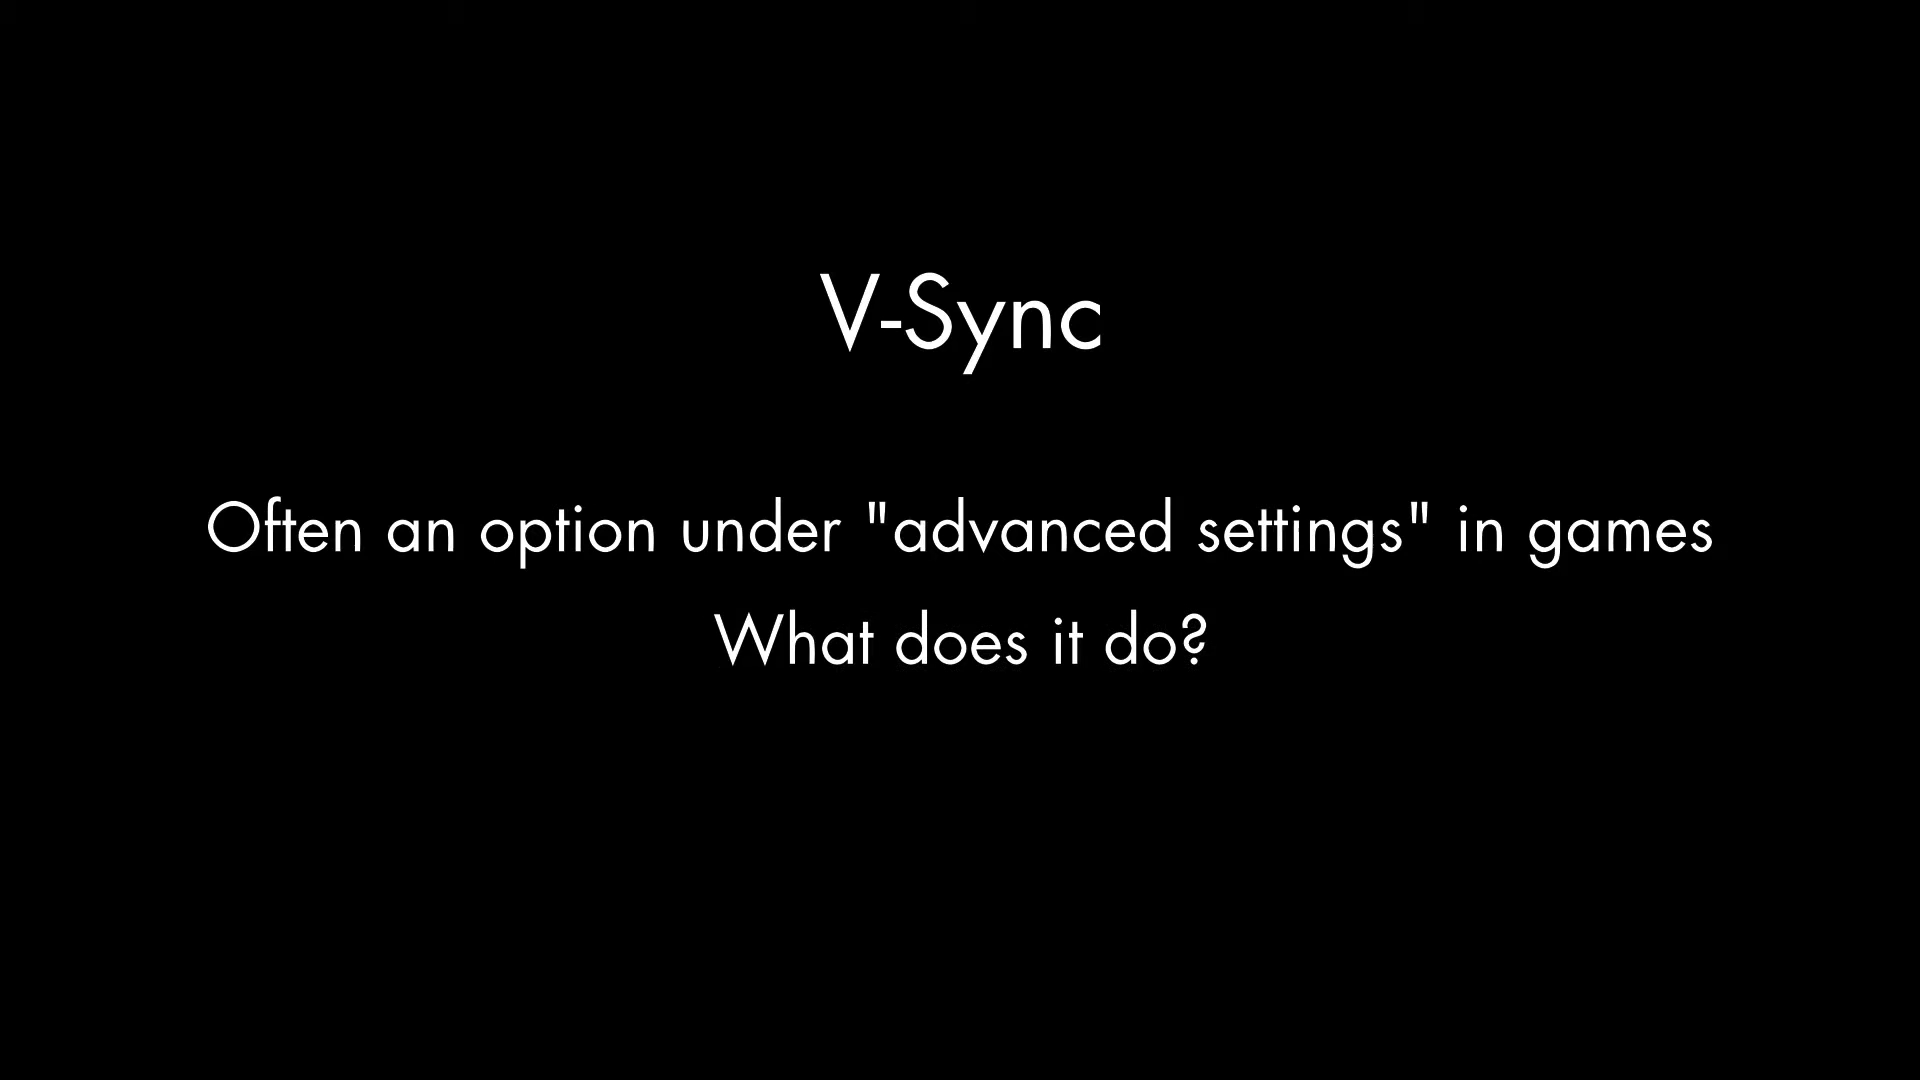 V-Sync
Often an option under "advanced settings" in games
What does it do?